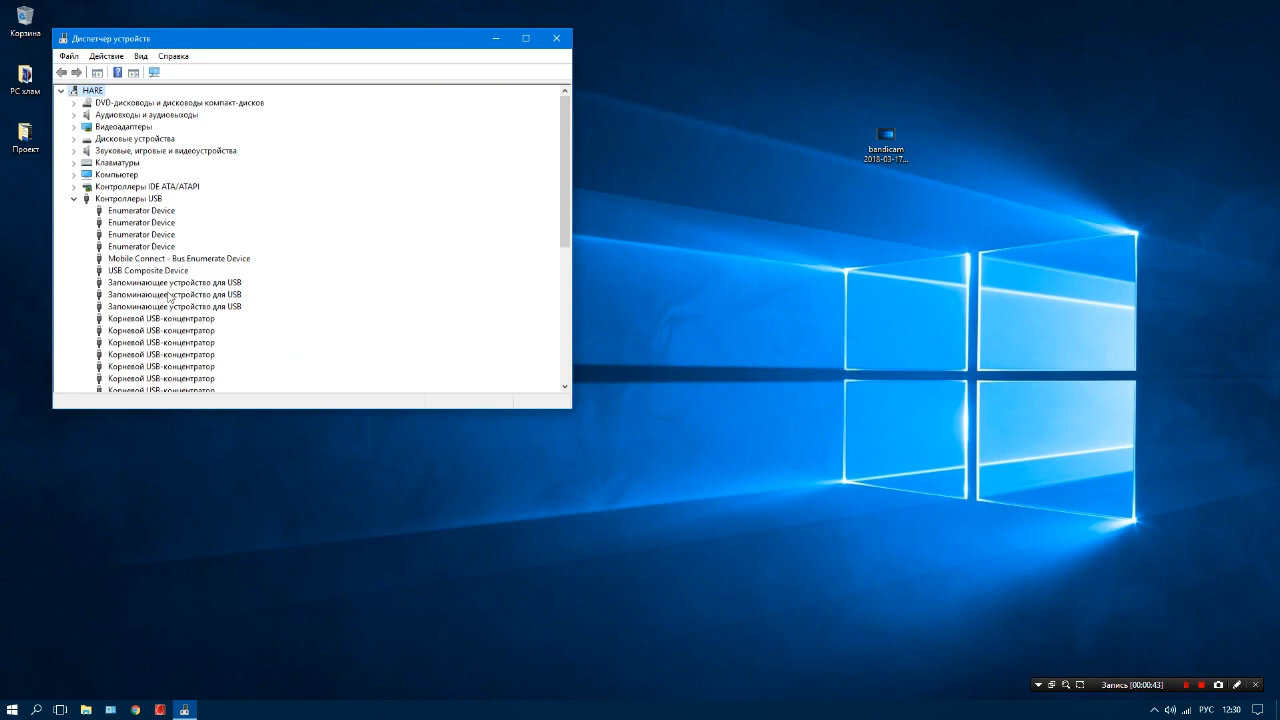 Корзина
PC хлам
Проект
Диспетчер устройств
Файл Действие Вид Справка
HARE
DVD-дисководы и дисководы компакт-дисков
Аудиовходы и аудиовыходы
Видеоадаптеры
Дисковые устройства
Звуковые, игровые и видеоустройства
Клавиатуры
Компьютер
Контроллеры IDE ATA/ATAPI
Контроллеры USB
Enumerator Device
Enumerator Device
Enumerator Device
Enumerator Device
Mobile Connect - Bus Enumerate Device
USB Composite Device
Запоминающее устройство для USB
Запоминающее устройство для USB
Запоминающее устройство для USB
Корневой USB-концентратор
Корневой USB-концентратор
Корневой USB-концентратор
Корневой USB-концентратор
Корневой USB-концентратор
Корневой USB-концентратор
Корневой USB-концентратор
bandicam
2018-03-17...
Запись [00:00:43]
РУС 12:30